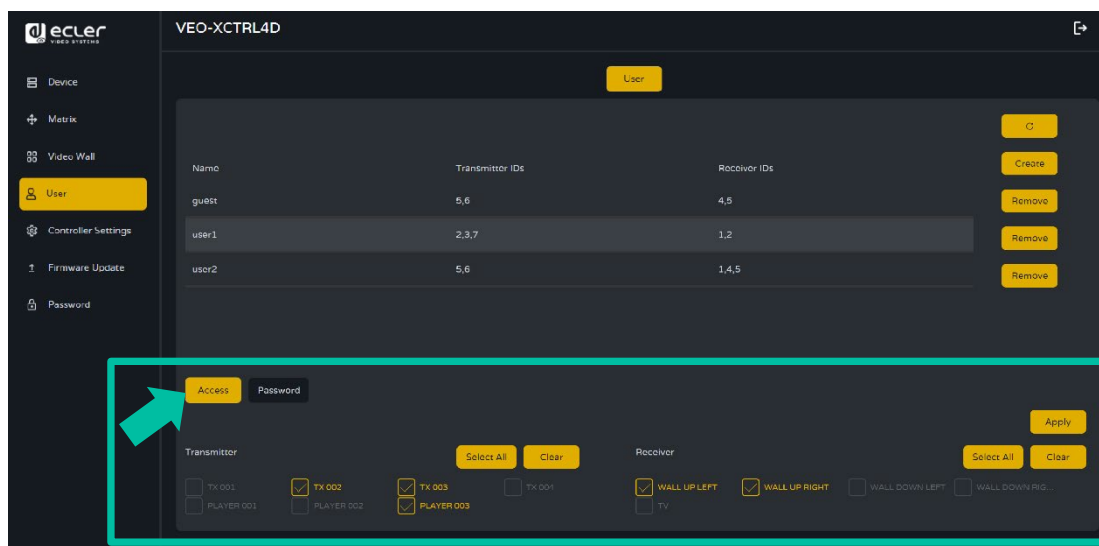 ecler
VIDEO SYSTEMS
VEO-XCTRL4D
Device
Matrix
Video Wall
User
Controller Settings
Firmware Update
Password
User
Create
Name Transmitter IDs Receiver IDs
guest 5,6 4,5 Remove
user1 2,3,7 1,2 Remove
user2 5,6 1,4,5 Remove
Access Password
Apply
Transmitter Select All Clear
TX 001 TX 002 TX 003 TX 004
PLAYER 001 PLAYER 002 PLAYER 003
Receiver Select All Clear
WALL UP LEFT WALL UP RIGHT WALL DOWN LEFT WALL DOWN RIG...
TV